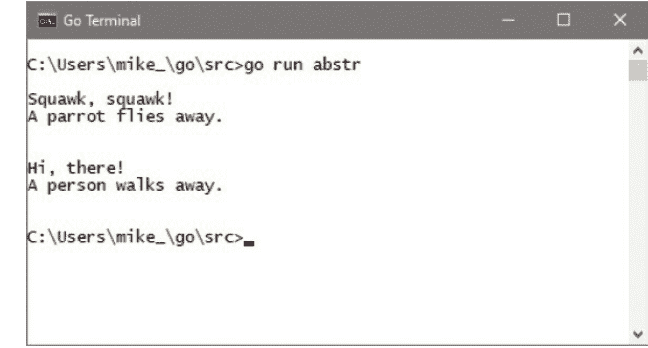 Go Terminal
C:\Users\mike_\go\src>go run abstr
Squawk, squawk!
A parrot flies away.
Hi, there!
A person walks away.
C:\Users\mike_\go\src>